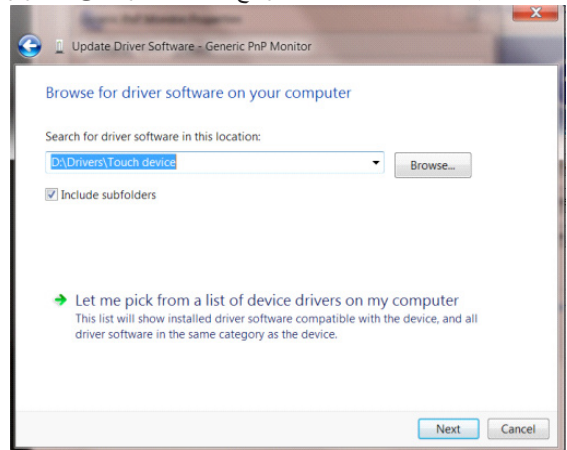 Update Driver Software - Generic PnP Monitor
Browse for driver software on your computer
Search for driver software in this location:
D:\Drivers\Touch device
Browse...
Include subfolders
Let me pick from a list of device drivers on my computer
This list will show installed driver software compatible with the device, and all
driver software in the same category as the device.
Next
Cancel